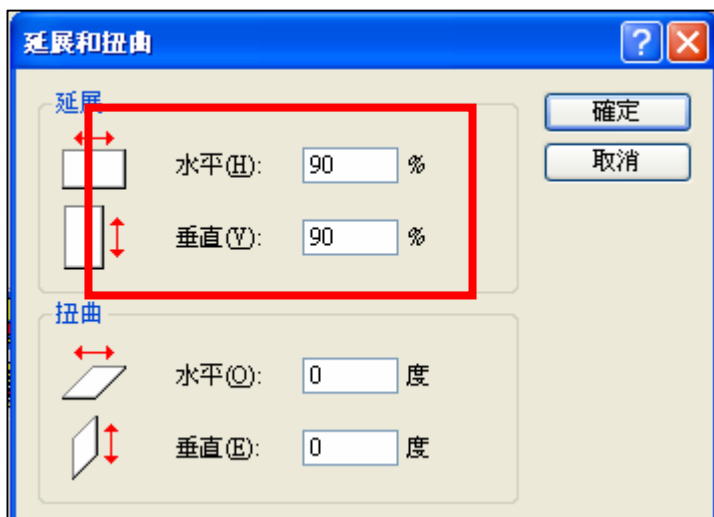 延展和扭曲
延展
水平(H): 90 %
垂直(V): 90 %
扭曲
水平(O): 0 度
垂直(E): 0 度
確定
取消